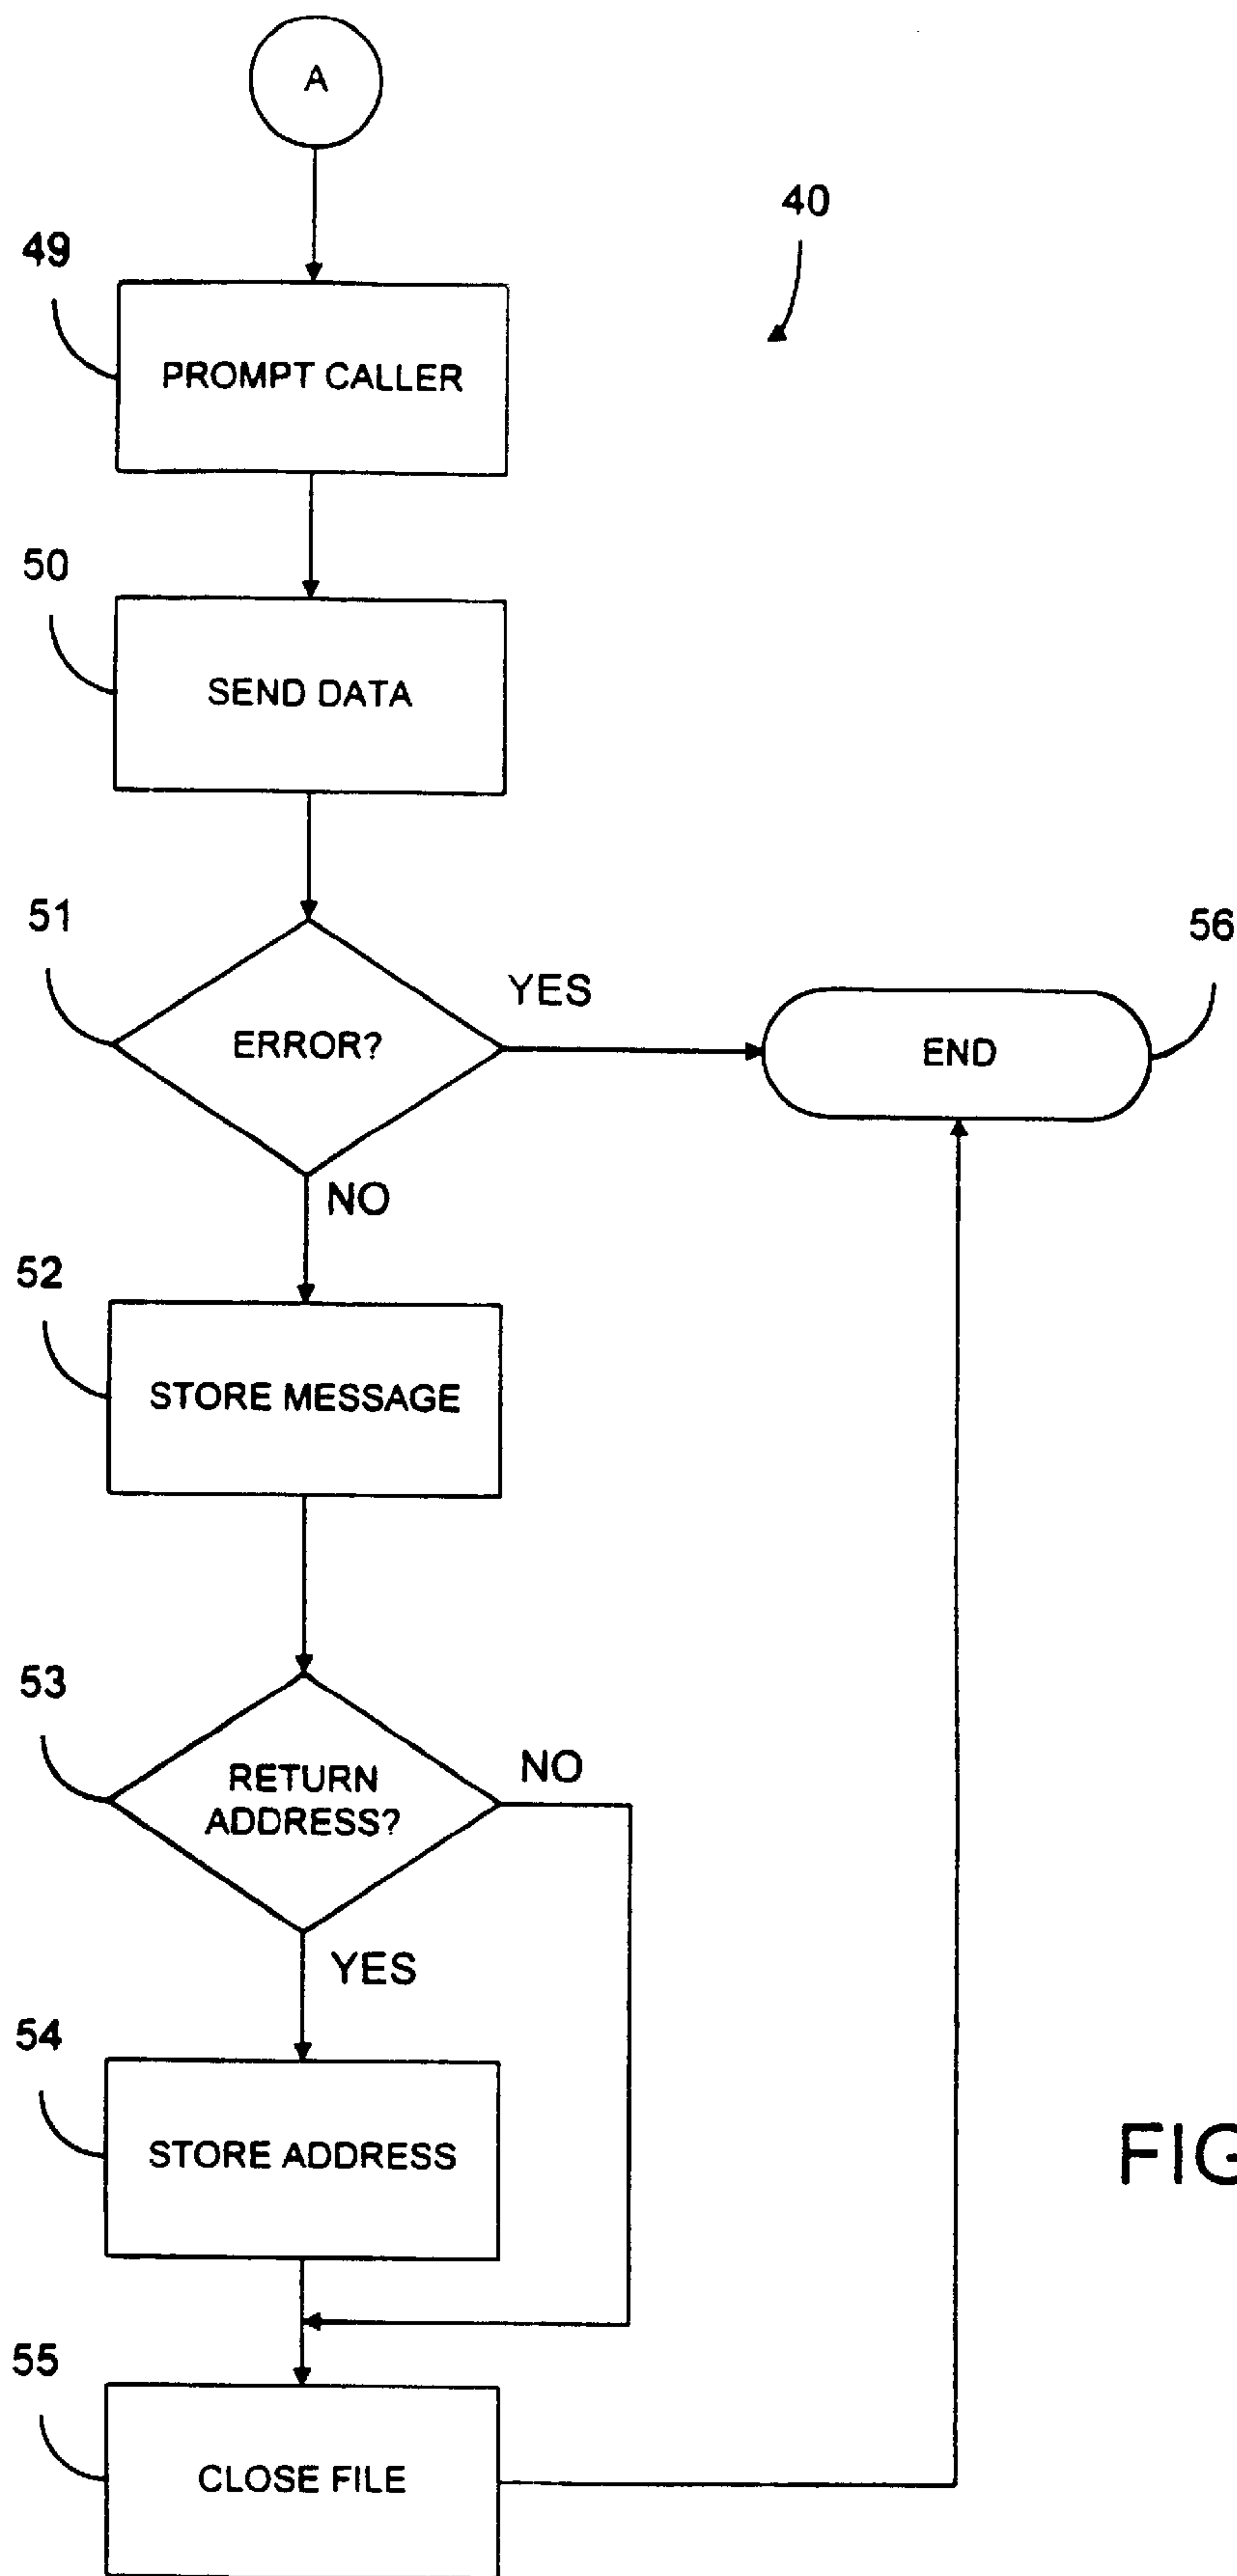 A
40
49
PROMPT CALLER
50
SEND DATA
51
ERROR?
YES
56
END
NO
52
STORE MESSAGE
53
RETURN
ADDRESS?
NO
YES
54
STORE ADDRESS
FIG
55
CLOSE FILE